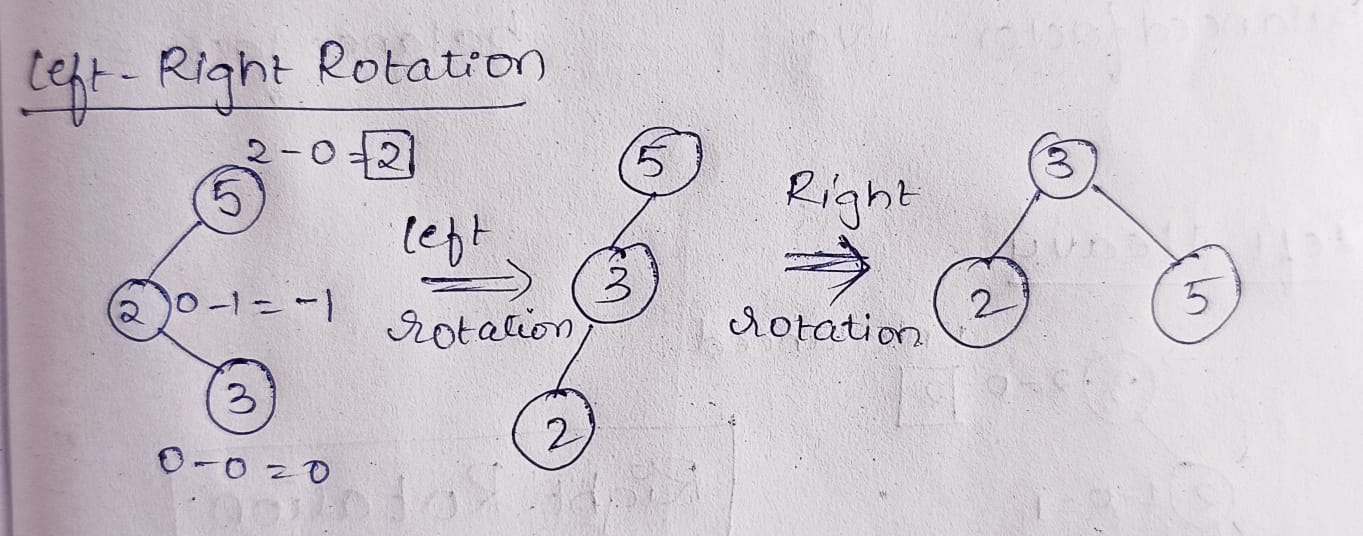 Left-Right Rotation
2-0=2
5
2 0-1=-1
3
0-0=0
left
rotation
5
3
2
Right
rotation
3
2 5